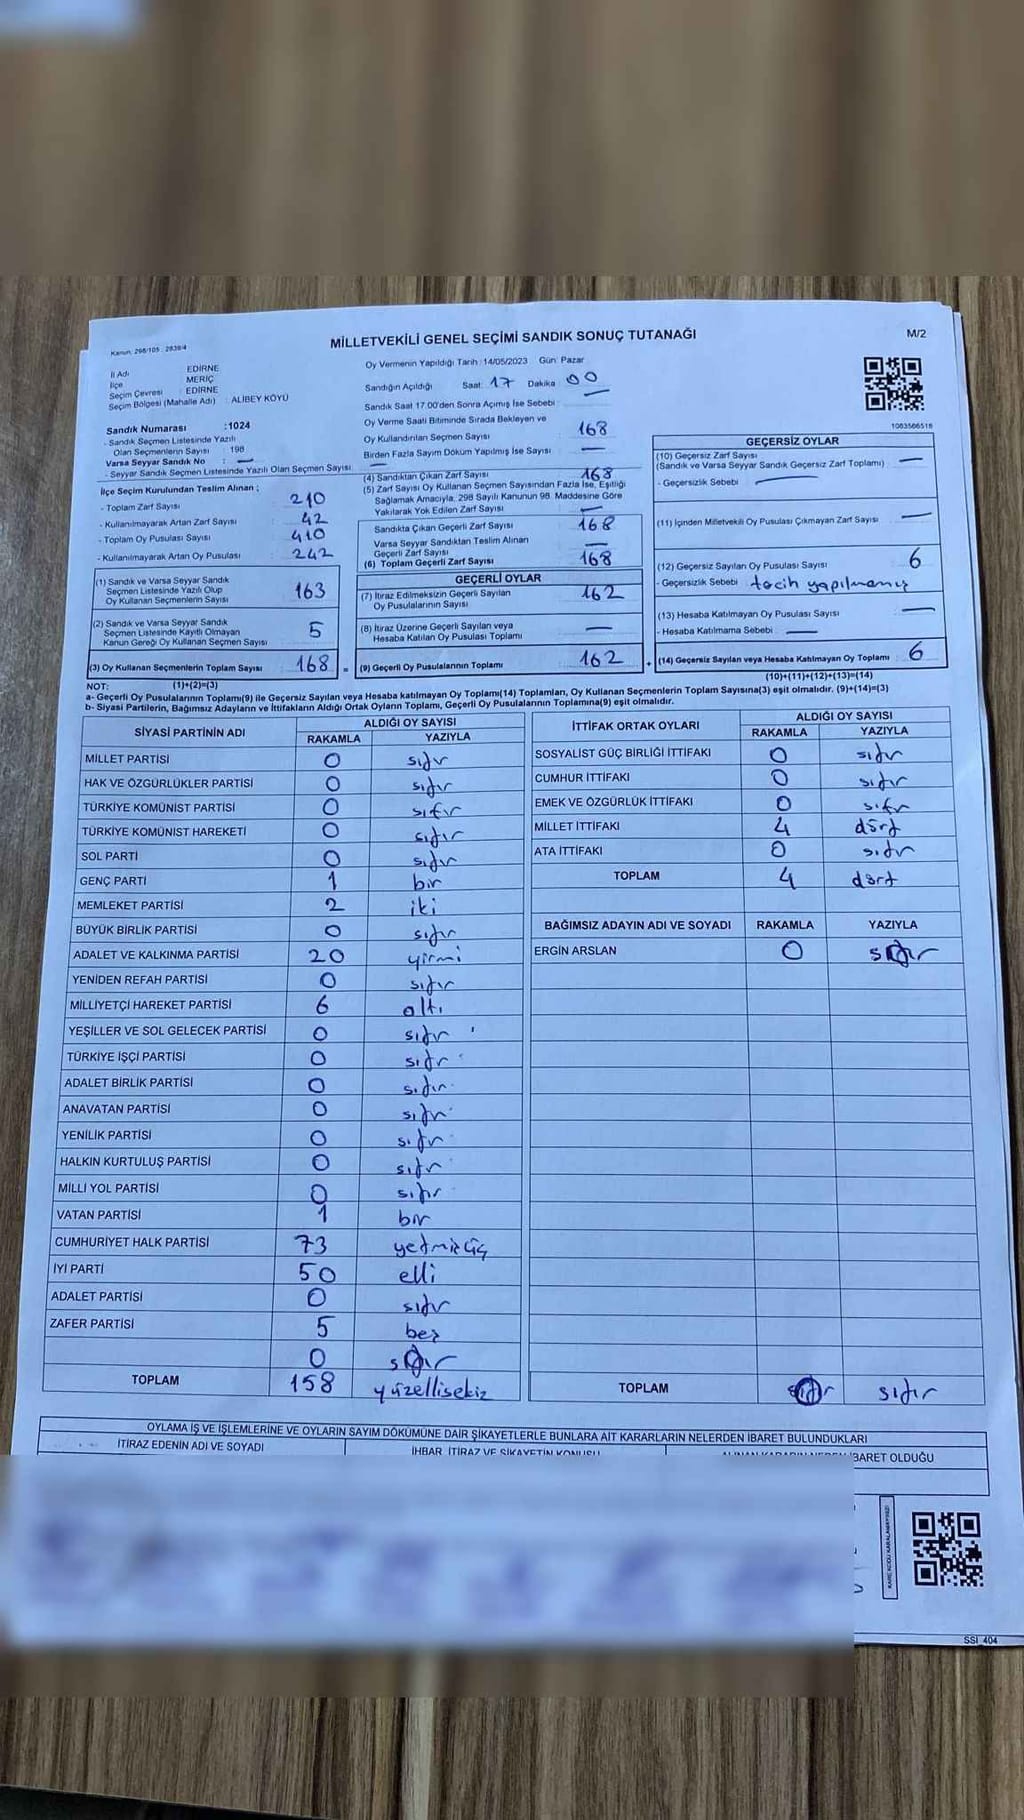 MİLLETVEKİLİ GENEL SEÇİMİ SANDIK SONUÇ TUTANAĞI
M/2
Kanun: 298/105 : 2839/4
İl Adı EDİRNE
İlçe MERİÇ
Seçim Çevresi EDİRNE
Seçim Bölgesi (Mahalle Adı) : ALİBEY KÖYÜ
Oy Vermenin Yapıldığı Tarih :14/05/2023 Gün: Pazar
Sandığın Açıldığı Saat: 17 Dakika 00
Sandık Saat 17.00'den Sonra Açımış İse Sebebi :
Oy Verme Saati Bitiminde Sırada Bekleyen ve
Oy Kullandırılan Seçmen Sayısı 168
Birden Fazla Sayım Döküm Yapılmış İse Sayısı —
Sandık Numarası :1024
- Sandık Seçmen Listesinde Yazılı
Olan Seçmenlerin Sayısı : 198
Varsa Seyyar Sandık No : —
- Seyyar Sandık Seçmen Listesinde Yazılı Olan Seçmen Sayısı: —
İlçe Seçim Kurulundan Teslim Alınan ;
- Toplam Zarf Sayısı 210
- Kullanılmayarak Artan Zarf Sayısı 42
- Toplam Oy Pusulası Sayısı 410
- Kullanılmayarak Artan Oy Pusulası 242
(1) Sandık ve Varsa Seyyar Sandık
Seçmen Listesinde Yazılı Olup
Oy Kullanan Seçmenlerin Sayısı 163
(2) Sandık ve Varsa Seyyar Sandık
Seçmen Listesinde Kayıtlı Olmayan
Kanun Gereği Oy Kullanan Seçmen Sayısı 5
(3) Oy Kullanan Seçmenlerin Toplam Sayısı 168 =
(1)+(2)=(3)
(4) Sandıktan Çıkan Zarf Sayısı 168
(5) Zarf Sayısı Oy Kullanan Seçmen Sayısından Fazla İse, Eşitliği
Sağlamak Amacıyla, 298 Sayılı Kanunun 98. Maddesine Göre
Yakılarak Yok Edilen Zarf Sayısı —
Sandıkta Çıkan Geçerli Zarf Sayısı 168
Varsa Seyyar Sandıktan Teslim Alınan
Geçerli Zarf Sayısı —
(6) Toplam Geçerli Zarf Sayısı 168
GEÇERLİ OYLAR
(7) İtiraz Edilmeksizin Geçerli Sayılan
Oy Pusulalarının Sayısı 162
(8) İtiraz Üzerine Geçerli Sayılan veya
Hesaba Katılan Oy Pusulası Toplamı —
(9) Geçerli Oy Pusulalarının Toplamı 162 +
1083566516
GEÇERSİZ OYLAR
(10) Geçersiz Zarf Sayısı
(Sandık ve Varsa Seyyar Sandık Geçersiz Zarf Toplamı) —
- Geçersizlik Sebebi : —
(11) İçinden Milletvekili Oy Pusulası Çıkmayan Zarf Sayısı —
(12) Geçersiz Sayılan Oy Pusulası Sayısı 6
- Geçersizlik Sebebi : tecih yapılmamış
(13) Hesaba Katılmayan Oy Pusulası Sayısı —
- Hesaba Katılmama Sebebi : —
(14) Geçersiz Sayılan veya Hesaba Katılmayan Oy Toplamı 6
(10)+(11)+(12)+(13)=(14)
NOT:
a- Geçerli Oy Pusulalarının Toplamı(9) ile Geçersiz Sayılan veya Hesaba katılmayan Oy Toplamı(14) Toplamları, Oy Kullanan Seçmenlerin Toplam Sayısına(3) eşit olmalıdır. (9)+(14)=(3)
b- Siyasi Partilerin, Bağımsız Adayların ve İttifakların Aldığı Ortak Oyların Toplamı, Geçerli Oy Pusulalarının Toplamına(9) eşit olmalıdır.
SİYASİ PARTİNİN ADI ALDIĞI OY SAYISI
RAKAMLA YAZIYLA
MİLLET PARTİSİ 0 sıfır
HAK VE ÖZGÜRLÜKLER PARTİSİ 0 sıfır
TÜRKİYE KOMÜNİST PARTİSİ 0 sıfır
TÜRKİYE KOMÜNİST HAREKETİ 0 sıfır
SOL PARTİ 0 sıfır
GENÇ PARTİ 1 bir
MEMLEKET PARTİSİ 2 iki
BÜYÜK BİRLİK PARTİSİ 0 sıfır
ADALET VE KALKINMA PARTİSİ 20 yirmi
YENİDEN REFAH PARTİSİ 0 sıfır
MİLLİYETÇİ HAREKET PARTİSİ 6 altı
YEŞİLLER VE SOL GELECEK PARTİSİ 0 sıfır
TÜRKİYE İŞÇİ PARTİSİ 0 sıfır
ADALET BİRLİK PARTİSİ 0 sıfır
ANAVATAN PARTİSİ 0 sıfır
YENİLİK PARTİSİ 0 sıfır
HALKIN KURTULUŞ PARTİSİ 0 sıfır
MİLLİ YOL PARTİSİ 0 sıfır
VATAN PARTİSİ 1 bir
CUMHURİYET HALK PARTİSİ 73 yetmişüç
İYİ PARTİ 50 elli
ADALET PARTİSİ 0 sıfır
ZAFER PARTİSİ 5 beş
0 sıfır
TOPLAM 158 yüzellisekiz
İTTİFAK ORTAK OYLARI ALDIĞI OY SAYISI
RAKAMLA YAZIYLA
SOSYALİST GÜÇ BİRLİĞİ İTTİFAKI 0 sıfır
CUMHUR İTTİFAKI 0 sıfır
EMEK VE ÖZGÜRLÜK İTTİFAKI 0 sıfır
MİLLET İTTİFAKI 4 dört
ATA İTTİFAKI 0 sıfır
TOPLAM 4 dört
BAĞIMSIZ ADAYIN ADI VE SOYADI RAKAMLA YAZIYLA
ERGİN ARSLAN 0 sıfır
TOPLAM sıfır sıfır
OYLAMA İŞ VE İŞLEMLERİNE VE OYLARIN SAYIM DÖKÜMÜNE DAİR ŞİKAYETLERLE BUNLARA AİT KARARLARIN NELERDEN İBARET BULUNDUKLARI
İTİRAZ EDENİN ADI VE SOYADI İHBAR, İTİRAZ VE ŞİKAYETİN KONUSU ALINAN KARARIN NEDEN İBARET OLDUĞU
KARE KODU KARALAMAYINIZ!
SSİ_404